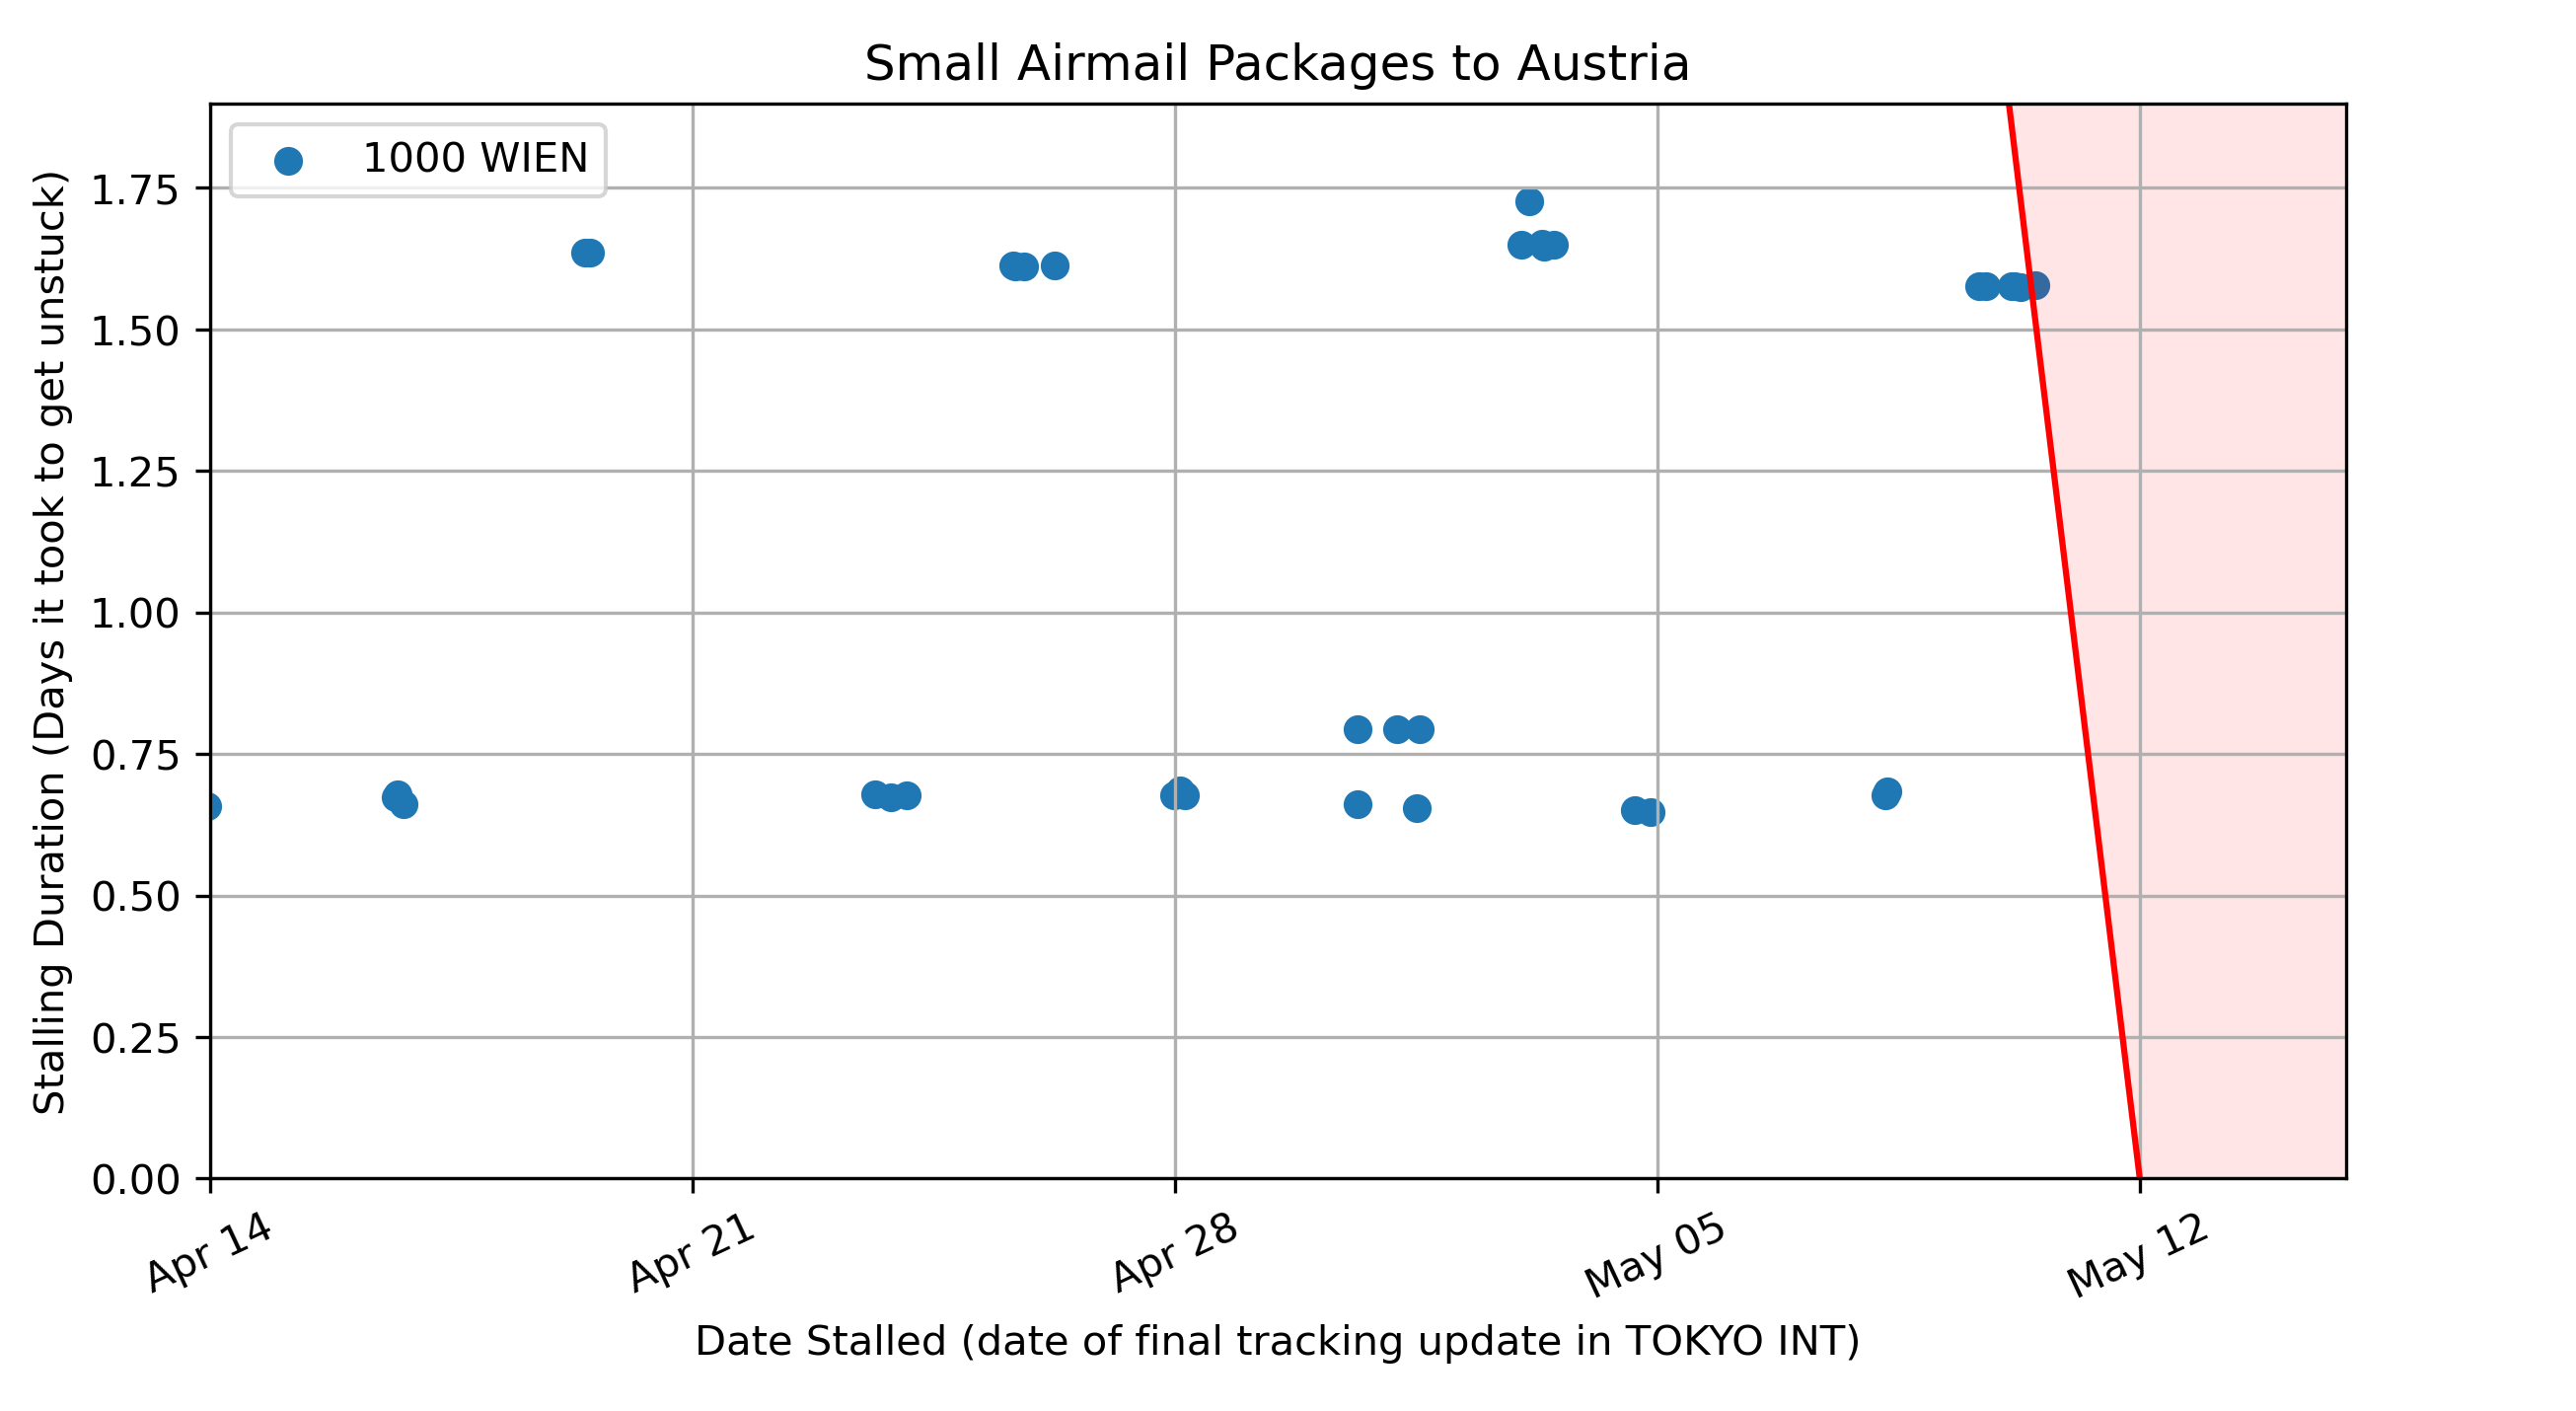 Small Airmail Packages to Austria
1000 WIEN
Stalling Duration (Days it took to get unstuck)
1.75
1.50
1.25
1.00
0.75
0.50
0.25
0.00
Apr 14
Apr 21
Apr 28
May 05
May 12
Date Stalled (date of final tracking update in TOKYO INT)